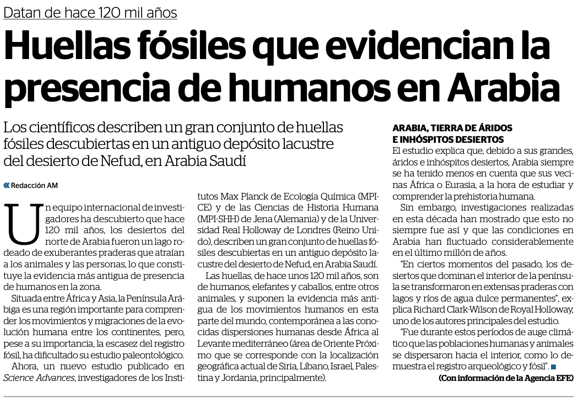 Datan de hace 120 mil años
Huellas fósiles que evidencian la
presencia de humanos en Arabia
Los científicos describen un gran conjunto de huellas
fósiles descubiertas en un antiguo depósito lacustre
del desierto de Nefud, en Arabia Saudí
Redacción AM
Un equipo internacional de investi-
gadores ha descubierto que hace
120 mil años, los desiertos del
norte de Arabia fueron un lago ro-
deado de exuberantes praderas que atraían
a los animales y las personas, lo que consti-
tuye la evidencia más antigua de presencia
de humanos en la zona.
Situada entre África y Asia, la Península Ará-
biga es una región importante para compren-
der los movimientos y migraciones de la evo-
lución humana entre los continentes, pero,
pese a su importancia, la escasez del registro
fósil, ha dificultado su estudio paleontológico.
Ahora, un nuevo estudio publicado en
Science Advances, investigadores de los Insti-
tutos Max Planck de Ecología Química (MPI-
CE) y de las Ciencias de Historia Humana
(MPI-SHH) de Jena (Alemania) y de la Univer-
sidad Real Holloway de Londres (Reino Uni-
do), describen un gran conjunto de huellas fó-
siles descubiertas en un antiguo depósito la-
custre del desierto de Nefud, en Arabia Saudí.
Las huellas, de hace unos 120 mil años, son
de humanos, elefantes y caballos, entre otros
animales, y suponen la evidencia más anti-
gua de los movimientos humanos en esta
parte del mundo, contemporánea a las cono-
cidas dispersiones humanas desde África al
Levante mediterráneo (área de Oriente Próxi-
mo que se corresponde con la localización
geográfica actual de Siria, Líbano, Israel, Pales-
tina y Jordania, principalmente).
ARABIA, TIERRA DE ÁRIDOS
E INHÓSPITOS DESIERTOS
El estudio explica que, debido a sus grandes,
áridos e inhóspitos desiertos, Arabia siempre
se ha tenido menos en cuenta que sus veci-
nas África o Eurasia, a la hora de estudiar y
comprender la prehistoria humana.
Sin embargo, investigaciones realizadas
en esta década han mostrado que esto no
siempre fue así y que las condiciones en
Arabia han fluctuado considerablemente
en el último millón de años.
"En ciertos momentos del pasado, los de-
siertos que dominan el interior de la penínsu-
la se transformaron en extensas praderas con
lagos y ríos de agua dulce permanentes", ex-
plica Richard Clark-Wilson de Royal Holloway,
uno de los autores principales del estudio.
"Fue durante estos períodos de auge climá-
tico que las poblaciones humanas y animales
se dispersaron hacia el interior, como lo de-
muestra el registro arqueológico y fósil".
(Con información de la Agencia EFE)